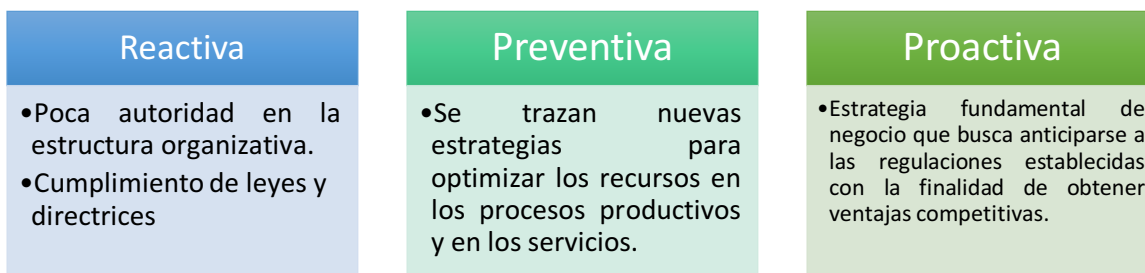 Reactiva
•Poca autoridad en la
estructura organizativa.
•Cumplimiento de leyes y
directrices
Preventiva
•Se trazan nuevas
estrategias para
optimizar los recursos en
los procesos productivos
y en los servicios.
Proactiva
•Estrategia fundamental de
negocio que busca anticiparse a
las regulaciones establecidas
con la finalidad de obtener
ventajas competitivas.